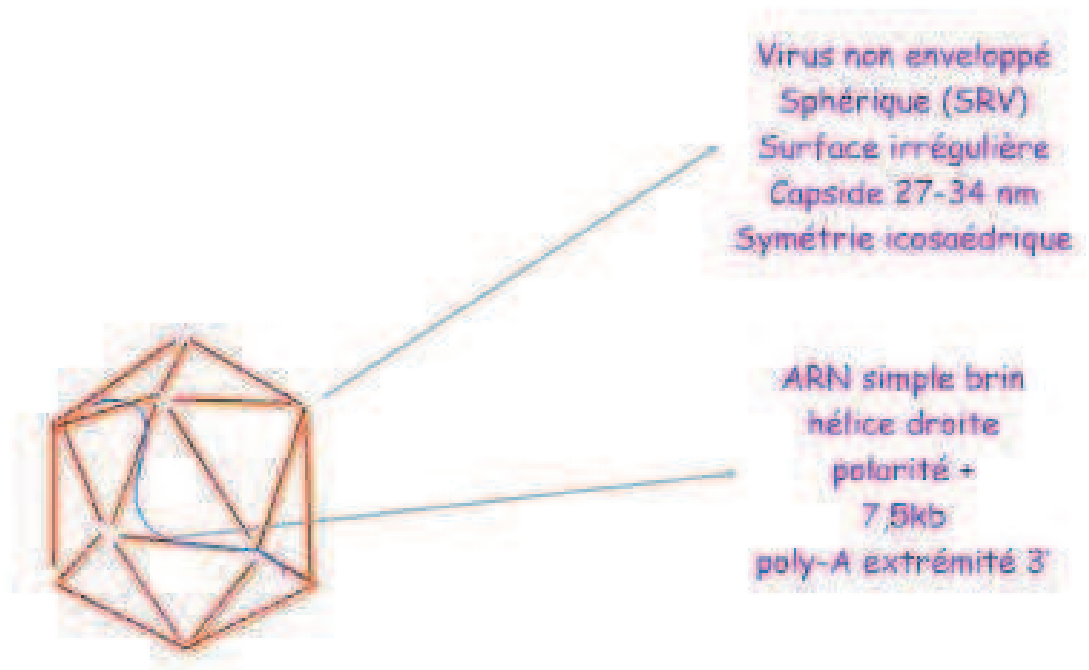 Virus non enveloppé
Sphérique (SRV)
Surface irrégulière
Capside 27-34 nm
Symétrie icosaédrique
ARN simple brin
hélice droite
polarité +
7,5kb
poly-A extrémité 3'